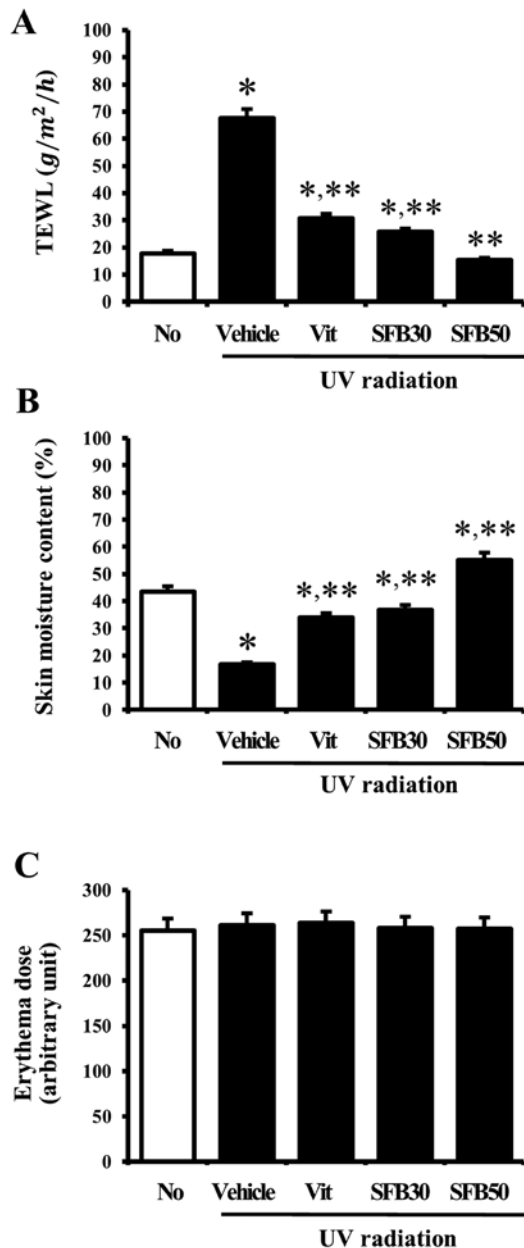 A
TEWL (g/m²/h)
100
90
80
70
60
50
40
30
20
10
0
*
*,**
*,**
**
No Vehicle Vit SFB30 SFB50
UV radiation
B
Skin moisture content (%)
100
90
80
70
60
50
40
30
20
10
0
*
*,**
*,**
*,**
No Vehicle Vit SFB30 SFB50
UV radiation
C
Erythema dose
(arbitrary unit)
300
250
200
150
100
50
0
No Vehicle Vit SFB30 SFB50
UV radiation